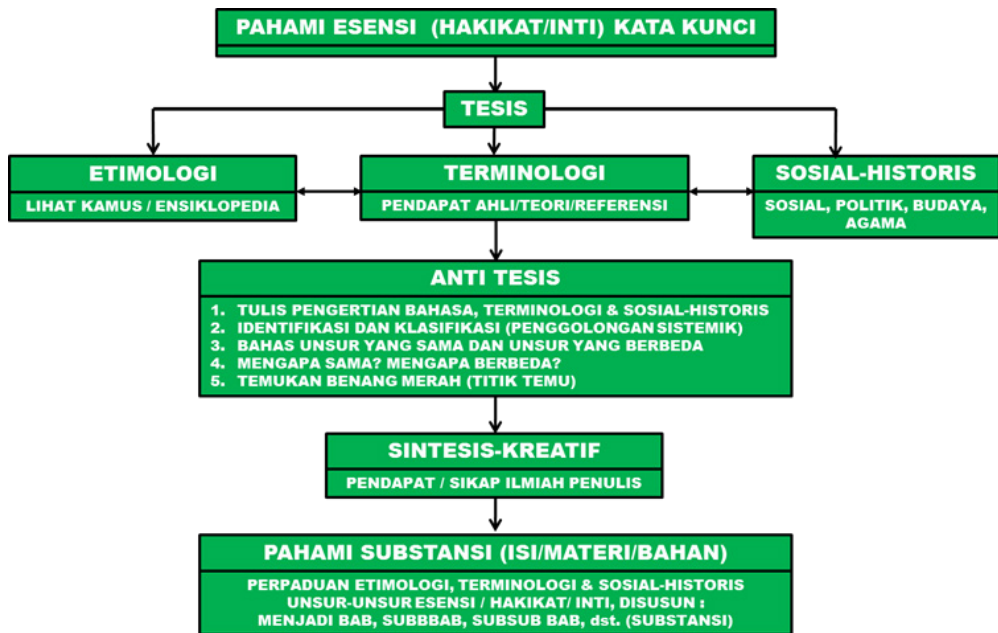 PAHAMI ESENSI (HAKIKAT/INTI) KATA KUNCI
TESIS
ETIMOLOGI
LIHAT KAMUS / ENSIKLOPEDIA
TERMINOLOGI
PENDAPAT AHLI/TEORI/REFERENSI
SOSIAL-HISTORIS
SOSIAL, POLITIK, BUDAYA,
AGAMA
ANTI TESIS
1. TULIS PENGERTIAN BAHASA, TERMINOLOGI & SOSIAL-HISTORIS
2. IDENTIFIKASI DAN KLASIFIKASI (PENGGOLONGAN SISTEMIK)
3. BAHAS UNSUR YANG SAMA DAN UNSUR YANG BERBEDA
4. MENGAPA SAMA? MENGAPA BERBEDA?
5. TEMUKAN BENANG MERAH (TITIK TEMU)
SINTESIS-KREATIF
PENDAPAT / SIKAP ILMIAH PENULIS
PAHAMI SUBSTANSI (ISI/MATERI/BAHAN)
PERPADUAN ETIMOLOGI, TERMINOLOGI & SOSIAL-HISTORIS
UNSUR-UNSUR ESENSI / HAKIKAT/ INTI, DISUSUN :
MENJADI BAB, SUBBBAB, SUBSUB BAB, dst. (SUBSTANSI)